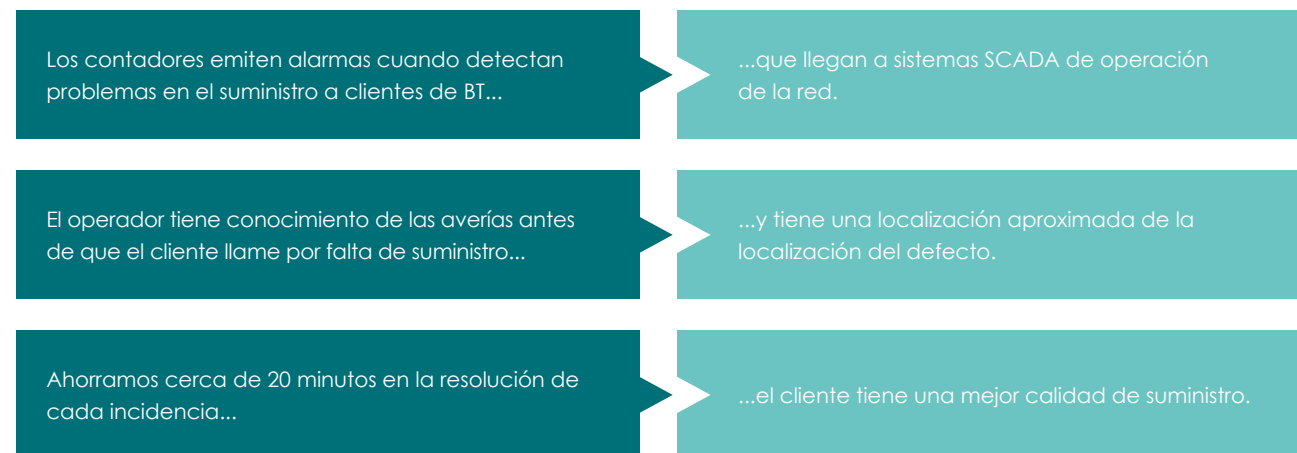 Los contadores emiten alarmas cuando detectan
problemas en el suministro a clientes de BT...
...que llegan a sistemas SCADA de operación
de la red.
El operador tiene conocimiento de las averías antes
de que el cliente llame por falta de suministro...
...y tiene una localización aproximada de la
localización del defecto.
Ahorramos cerca de 20 minutos en la resolución de
cada incidencia...
...el cliente tiene una mejor calidad de suministro.